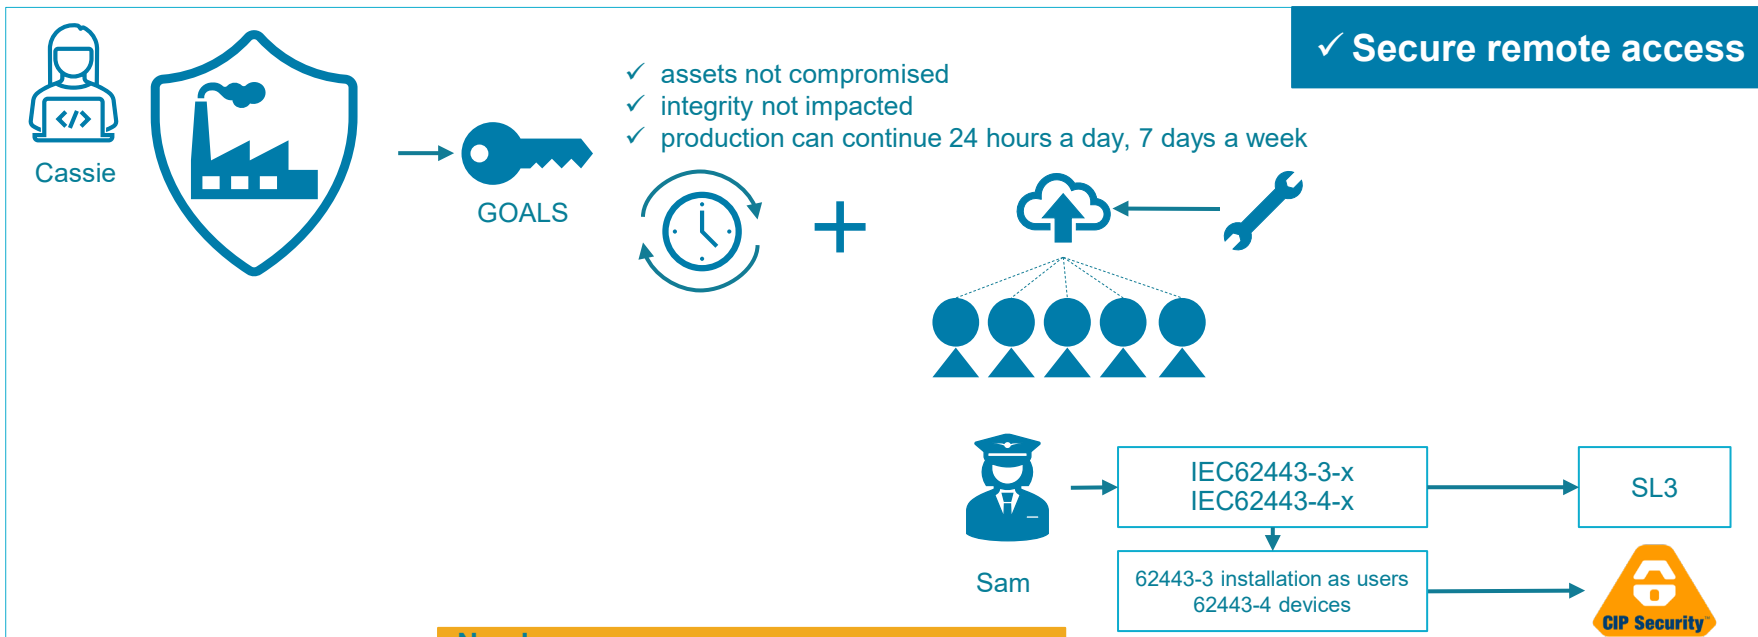 ✓ Secure remote access
✓ assets not compromised
✓ integrity not impacted
✓ production can continue 24 hours a day, 7 days a week
</>
Cassie
GOALS
IEC62443-3-x
IEC62443-4-x
SL3
Sam
62443-3 installation as users
62443-4 devices
CIP Security™